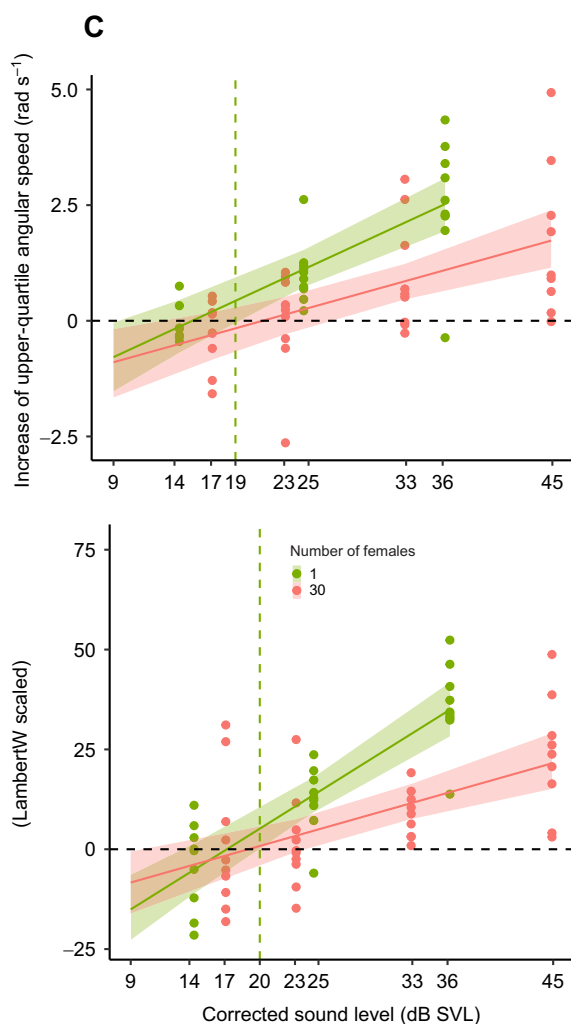 C
Increase of upper-quartile angular speed (rad s⁻¹)
5.0
2.5
0
−2.5
9 14 17 19 23 25 33 36 45
(LambertW scaled)
75
50
25
0
−25
Number of females
1
30
9 14 17 20 23 25 33 36 45
Corrected sound level (dB SVL)